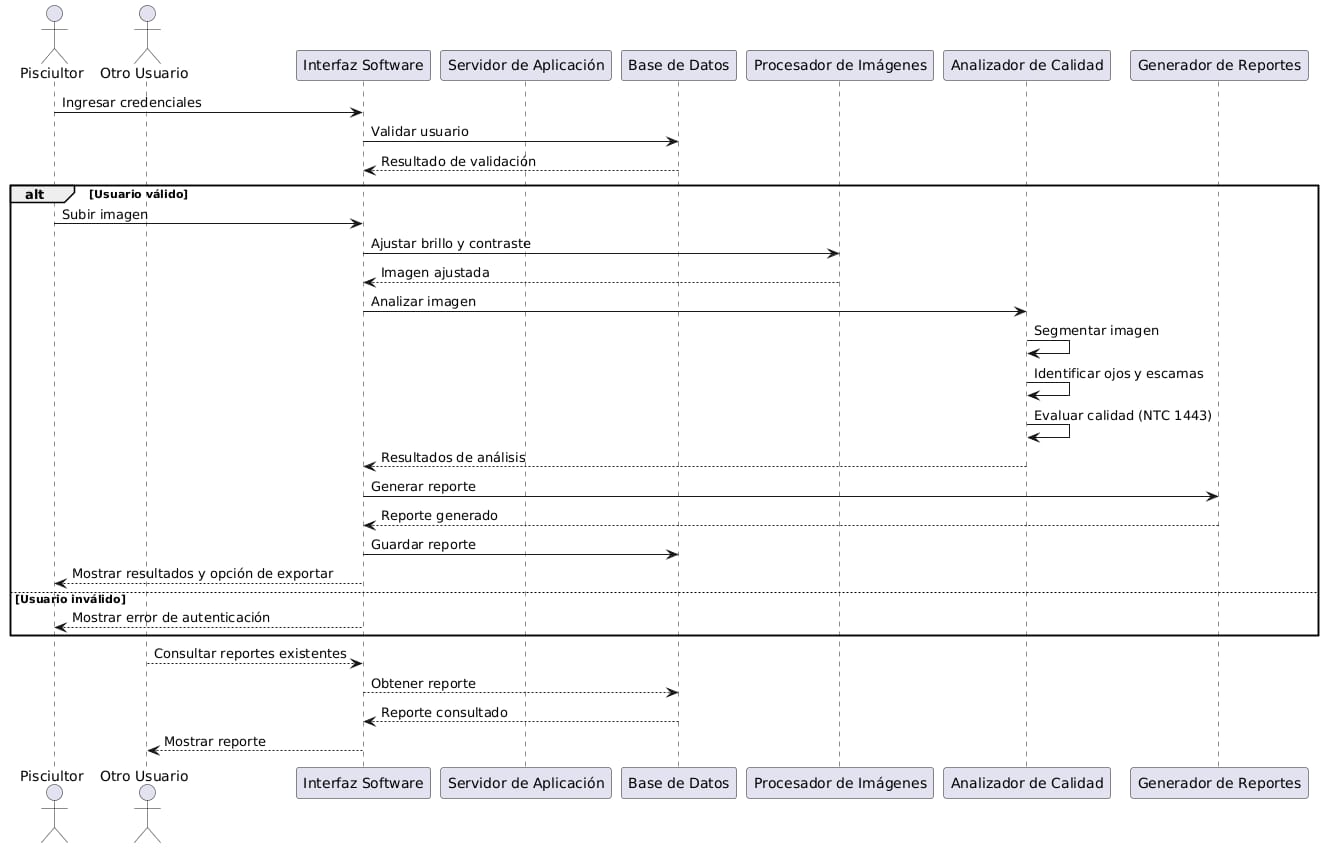 Pisciultor
Otro Usuario
Interfaz Software
Servidor de Aplicación
Base de Datos
Procesador de Imágenes
Analizador de Calidad
Generador de Reportes
Ingresar credenciales
Validar usuario
Resultado de validación
alt
[Usuario válido]
Subir imagen
Ajustar brillo y contraste
Imagen ajustada
Analizar imagen
Segmentar imagen
Identificar ojos y escamas
Evaluar calidad (NTC 1443)
Resultados de análisis
Generar reporte
Reporte generado
Guardar reporte
Mostrar resultados y opción de exportar
[Usuario inválido]
Mostrar error de autenticación
Consultar reportes existentes
Obtener reporte
Reporte consultado
Mostrar reporte
Pisciultor
Otro Usuario
Interfaz Software
Servidor de Aplicación
Base de Datos
Procesador de Imágenes
Analizador de Calidad
Generador de Reportes